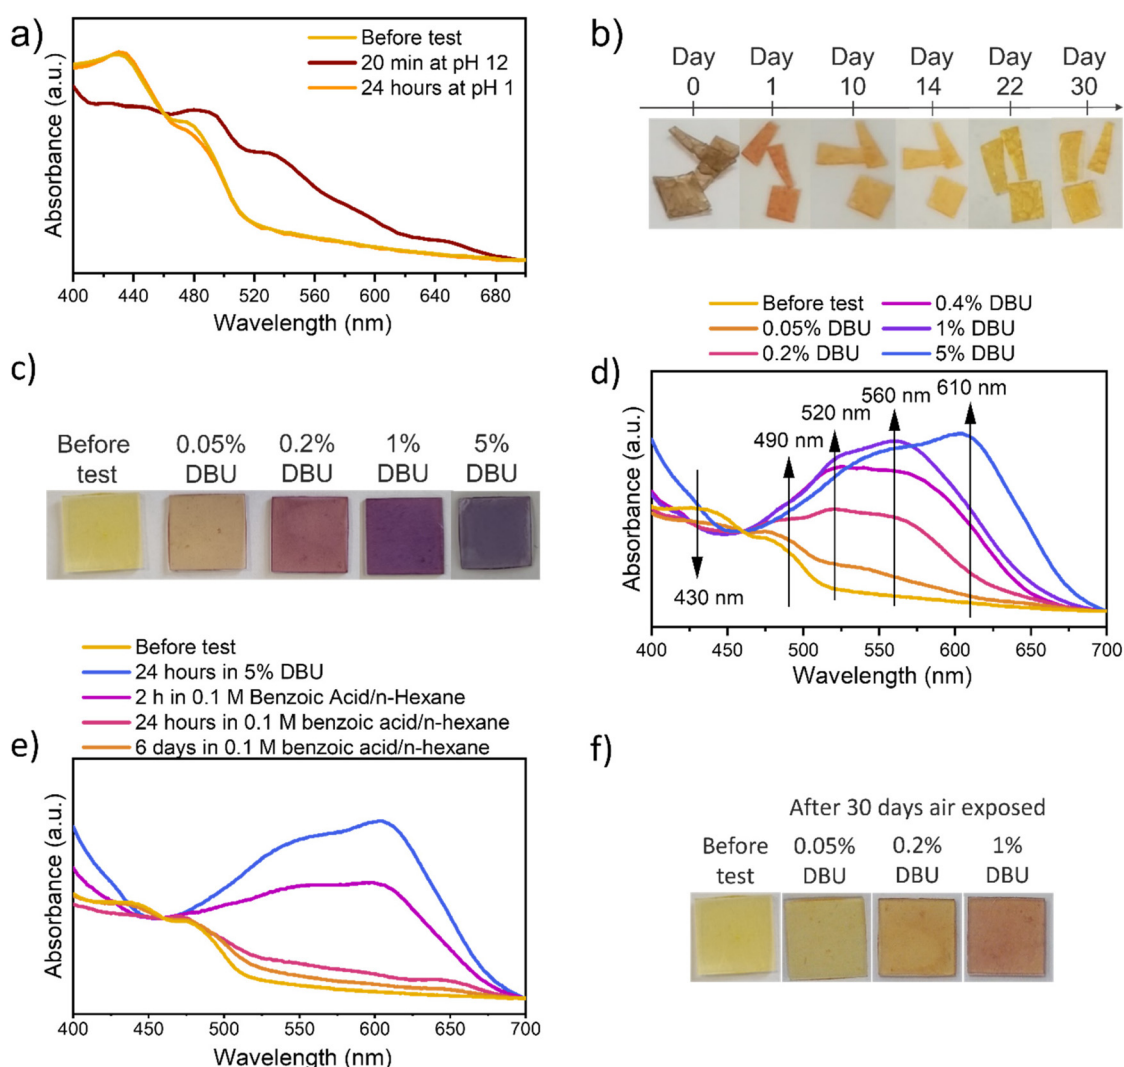 a)
Before test
20 min at pH 12
24 hours at pH 1
Absorbance (a.u.)
400 440 480 520 560 600 640 680
Wavelength (nm)
b)
Day Day Day Day Day Day
0 1 10 14 22 30
c)
Before 0.05% 0.2% 1% 5%
test DBU DBU DBU DBU
Before test 0.4% DBU
0.05% DBU 1% DBU
0.2% DBU 5% DBU
d)
610 nm
560 nm
520 nm
490 nm
430 nm
Absorbance (a.u.)
400 450 500 550 600 650 700
Wavelength (nm)
Before test
24 hours in 5% DBU
2 h in 0.1 M Benzoic Acid/n-Hexane
24 hours in 0.1 M benzoic acid/n-hexane
6 days in 0.1 M benzoic acid/n-hexane
e)
Absorbance (a.u.)
400 450 500 550 600 650 700
Wavelength (nm)
f)
After 30 days air exposed
Before 0.05% 0.2% 1%
test DBU DBU DBU